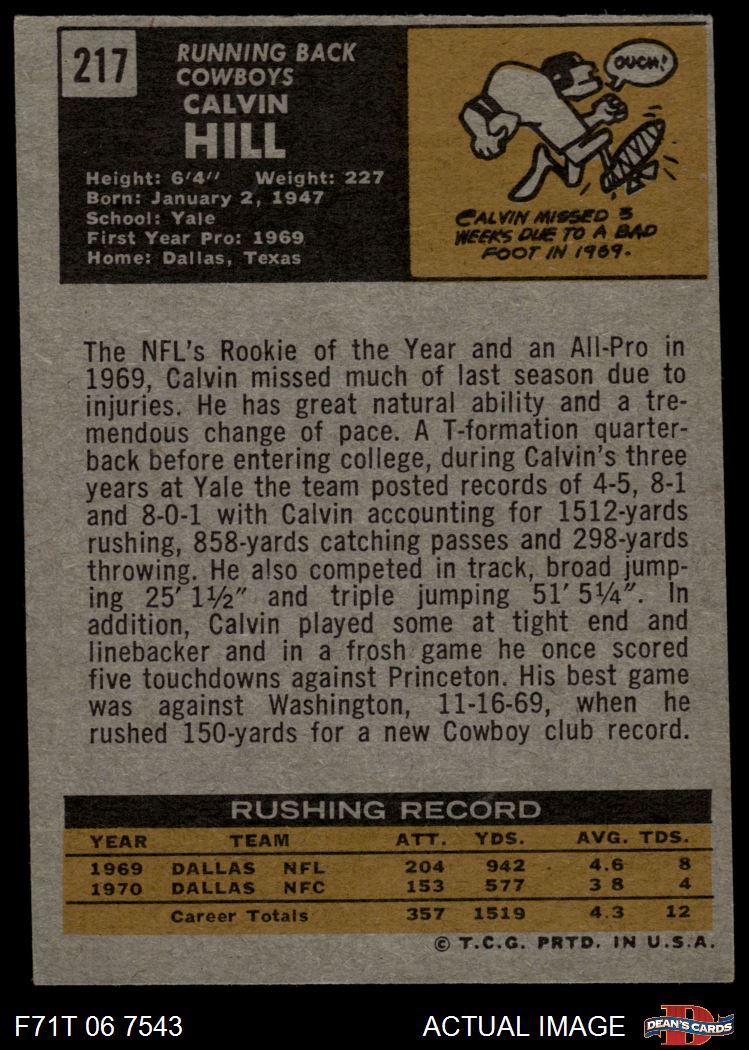 217
RUNNING BACK
COWBOYS
CALVIN
HILL
Height: 6'4" Weight: 227
Born: January 2, 1947
School: Yale
First Year Pro: 1969
Home: Dallas, Texas
OUCH!
CALVIN MISSED 3
WEEKS DUE TO A BAD
FOOT IN 1969.
The NFL's Rookie of the Year and an All-Pro in
1969, Calvin missed much of last season due to
injuries. He has great natural ability and a tre-
mendous change of pace. A T-formation quarter-
back before entering college, during Calvin's three
years at Yale the team posted records of 4-5, 8-1
and 8-0-1 with Calvin accounting for 1512-yards
rushing, 858-yards catching passes and 298-yards
throwing. He also competed in track, broad jump-
ing 25' 1½" and triple jumping 51' 5¼". In
addition, Calvin played some at tight end and
linebacker and in a frosh game he once scored
five touchdowns against Princeton. His best game
was against Washington, 11-16-69, when he
rushed 150-yards for a new Cowboy club record.
RUSHING RECORD
YEAR TEAM ATT. YDS. AVG. TDS.
1969 DALLAS NFL 204 942 4.6 8
1970 DALLAS NFC 153 577 3 8 4
Career Totals 357 1519 4.3 12
© T.C.G. PRTD. IN U.S.A.
F71T 06 7543
ACTUAL IMAGE
D
DEAN'S CARDS